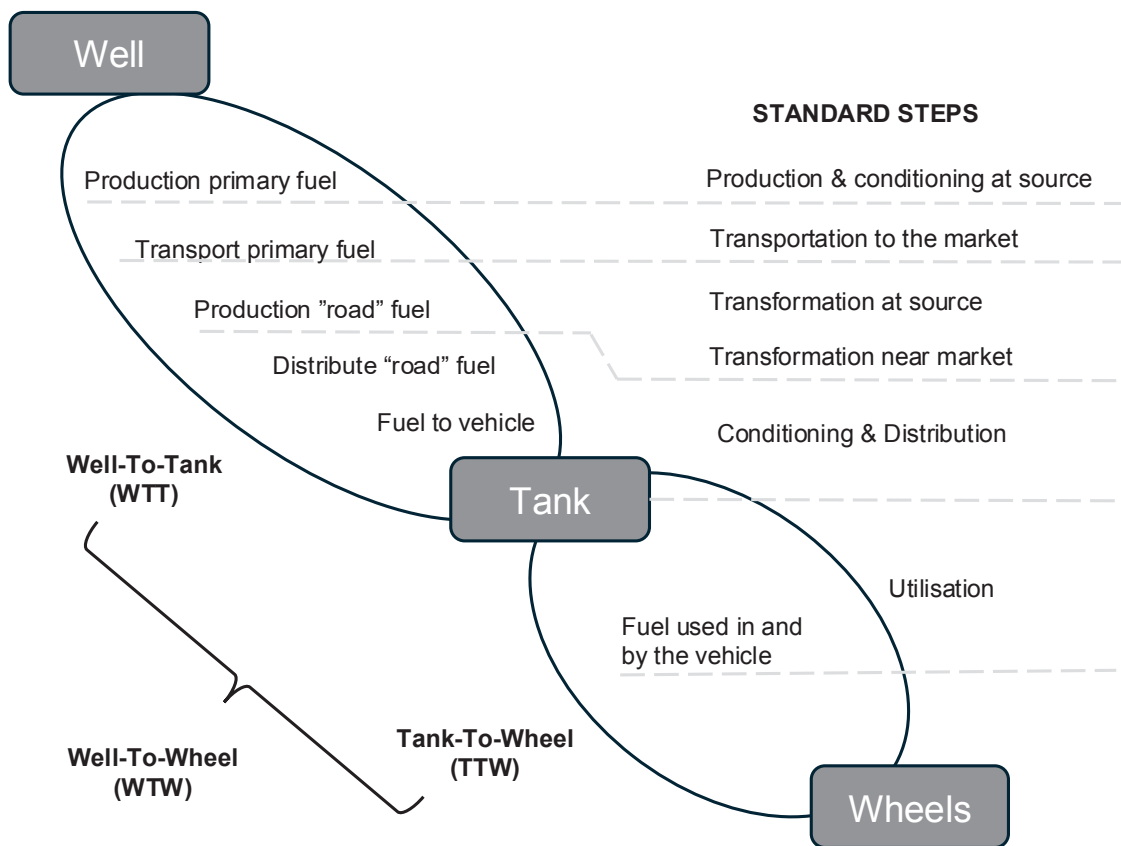 Well
STANDARD STEPS
Production primary fuel
Production & conditioning at source
Transport primary fuel
Transportation to the market
Production ”road” fuel
Transformation at source
Distribute “road” fuel
Transformation near market
Fuel to vehicle
Conditioning & Distribution
Well-To-Tank
(WTT)
Tank
Utilisation
Fuel used in and
by the vehicle
Well-To-Wheel
(WTW)
Tank-To-Wheel
(TTW)
Wheels